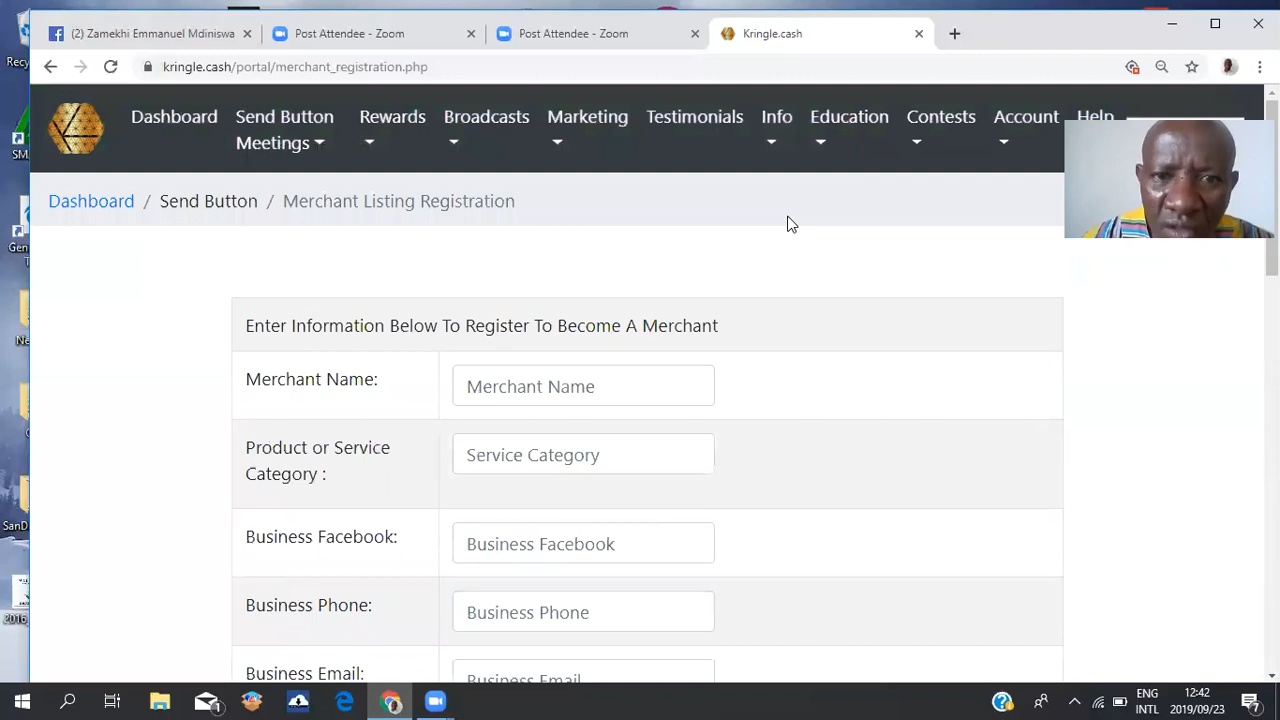 (2) Zamekhi Emmanuel Mdiniswa
Post Attendee - Zoom
Post Attendee - Zoom
Kringle.cash
kringle.cash/portal/merchant_registration.php
Dashboard
Send Button Meetings
Rewards
Broadcasts
Marketing
Testimonials
Info
Education
Contests
Account
Help
Dashboard / Send Button / Merchant Listing Registration
Enter Information Below To Register To Become A Merchant
Merchant Name:
Merchant Name
Product or Service
Category :
Service Category
Business Facebook:
Business Facebook
Business Phone:
Business Phone
Business Email:
Business Email
ENG
INTL
12:42
2019/09/23